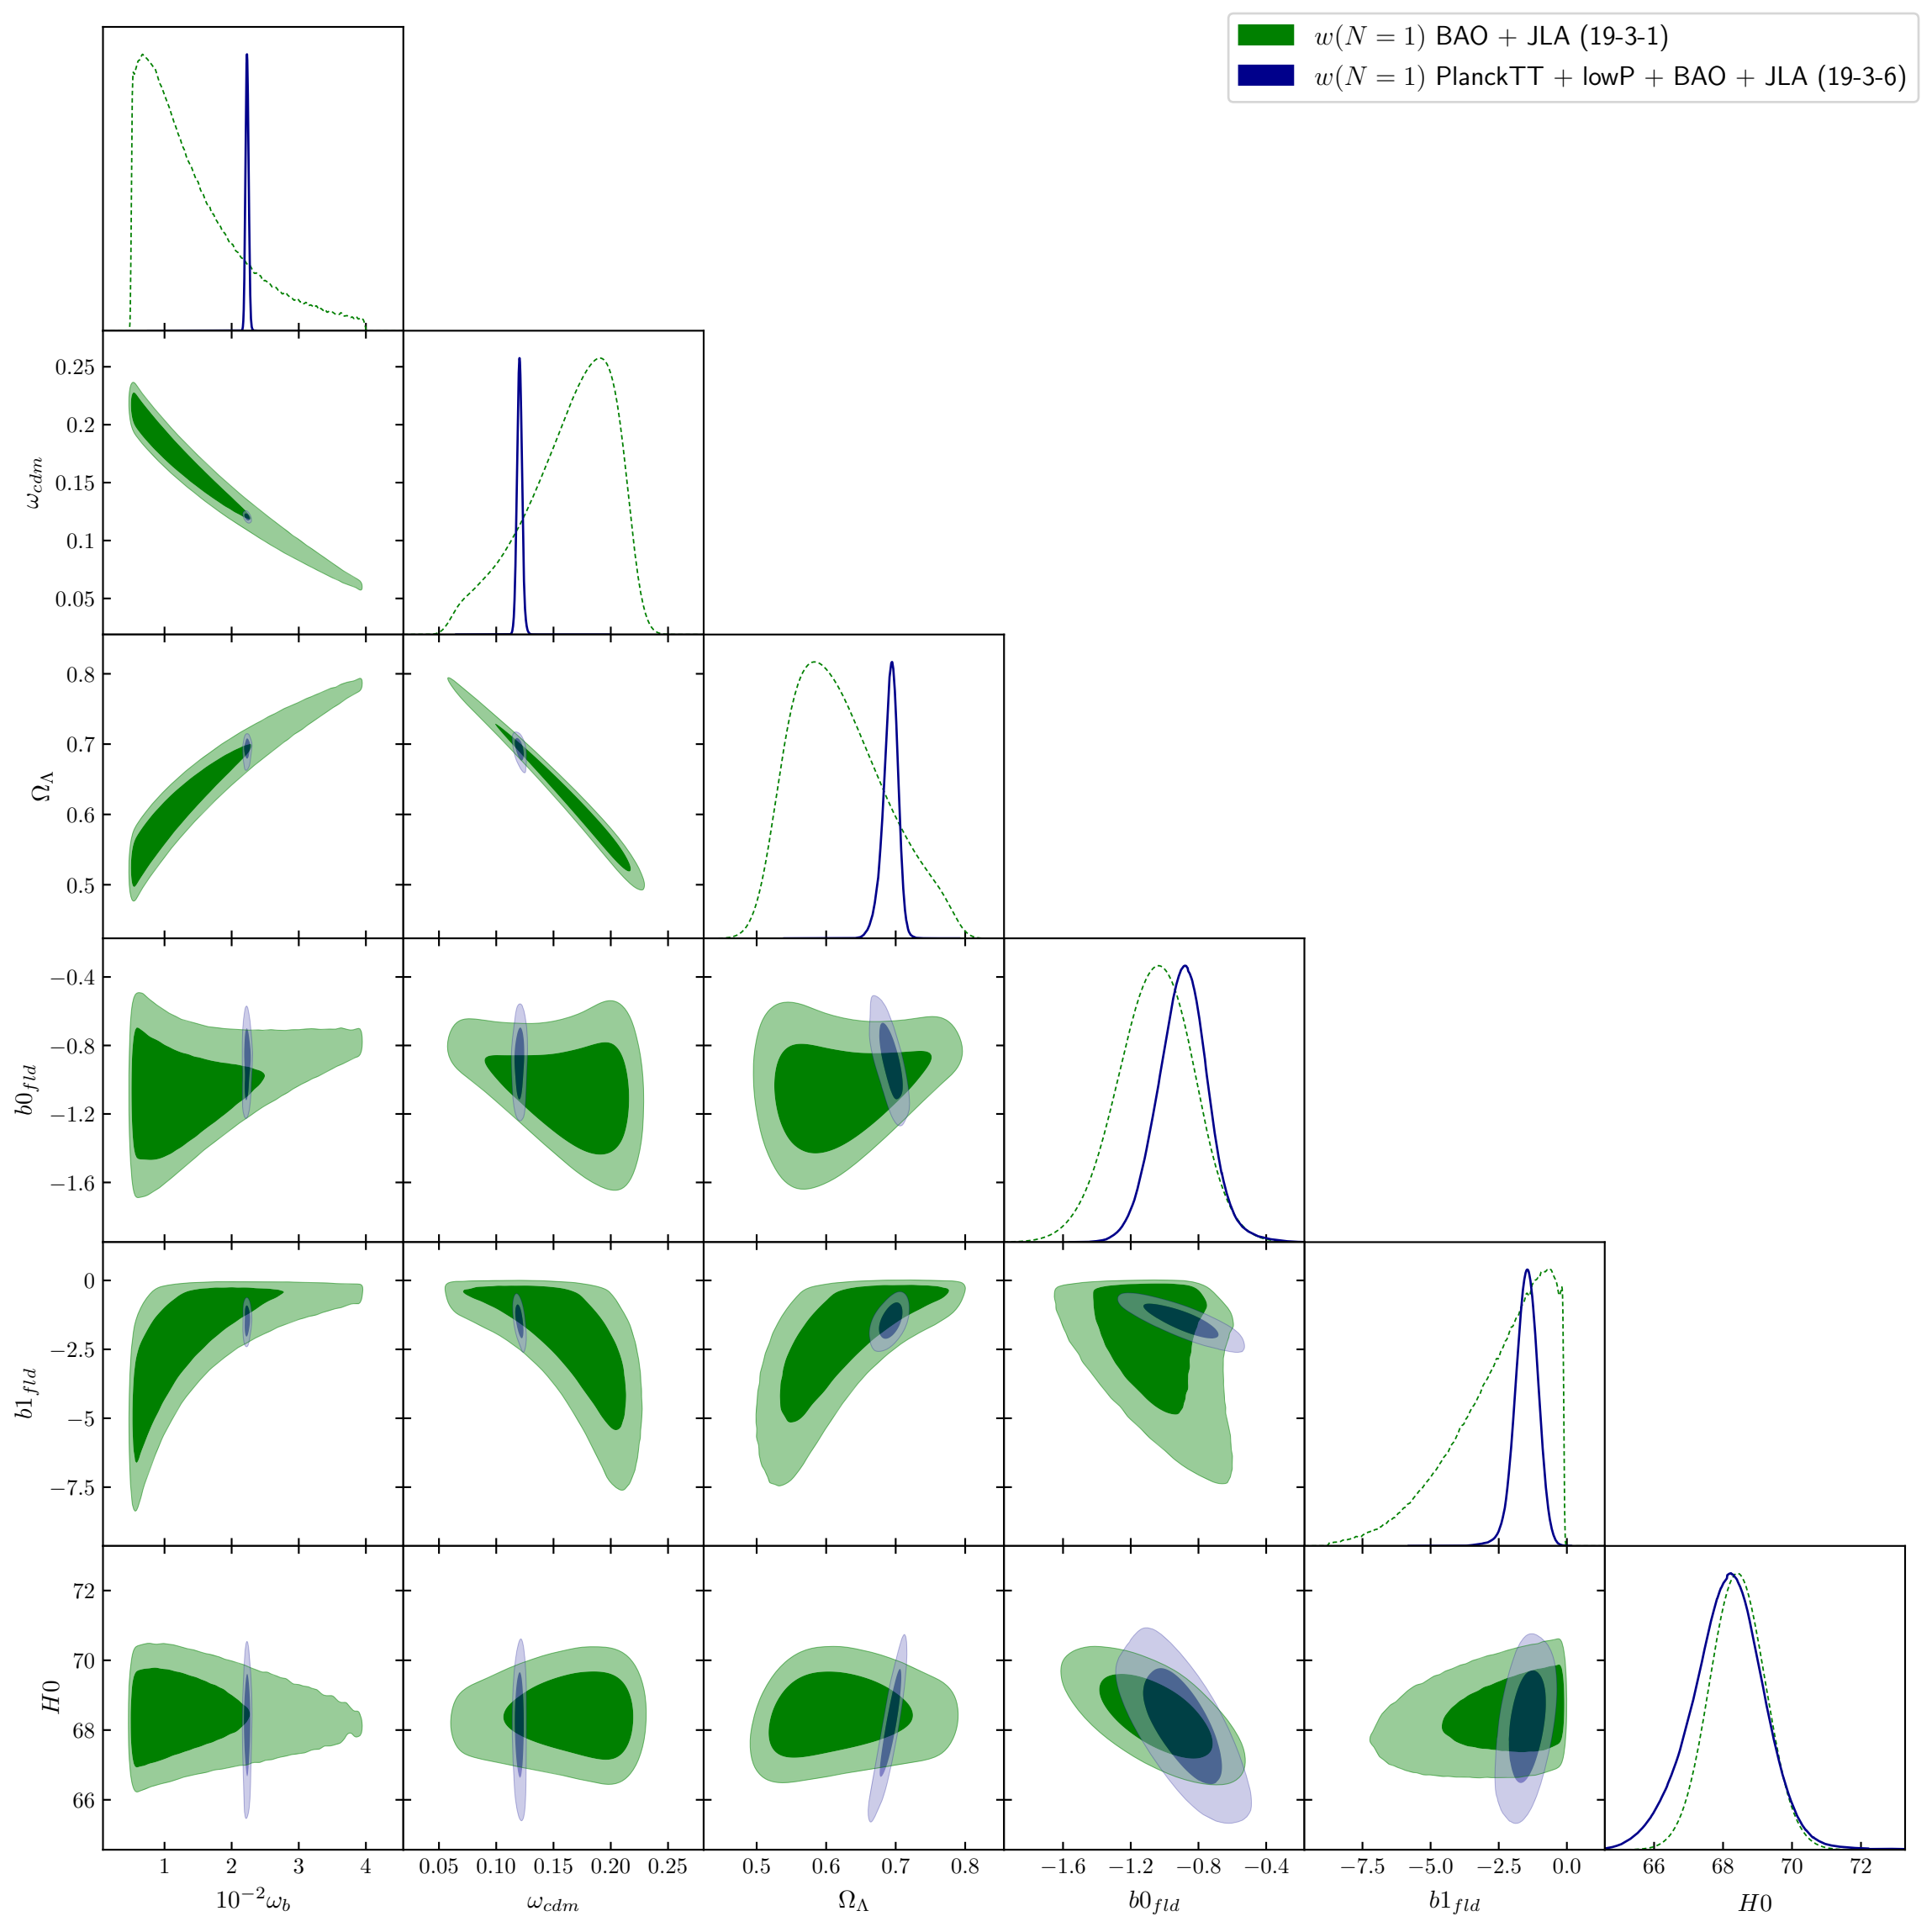 w(N = 1) BAO + JLA (19-3-1)
w(N = 1) PlanckTT + lowP + BAO + JLA (19-3-6)
0.25
0.2
0.15
0.1
0.05
ω_cdm
0.8
0.7
0.6
0.5
Ω_Λ
−0.4
−0.8
−1.2
−1.6
b0_fld
0
−2.5
−5
−7.5
b1_fld
72
70
68
66
H0
1 2 3 4
0.05 0.10 0.15 0.20 0.25
0.5 0.6 0.7 0.8
−1.6 −1.2 −0.8 −0.4
−7.5 −5.0 −2.5 0.0
66 68 70 72
10^−2 ω_b
ω_cdm
Ω_Λ
b0_fld
b1_fld
H0